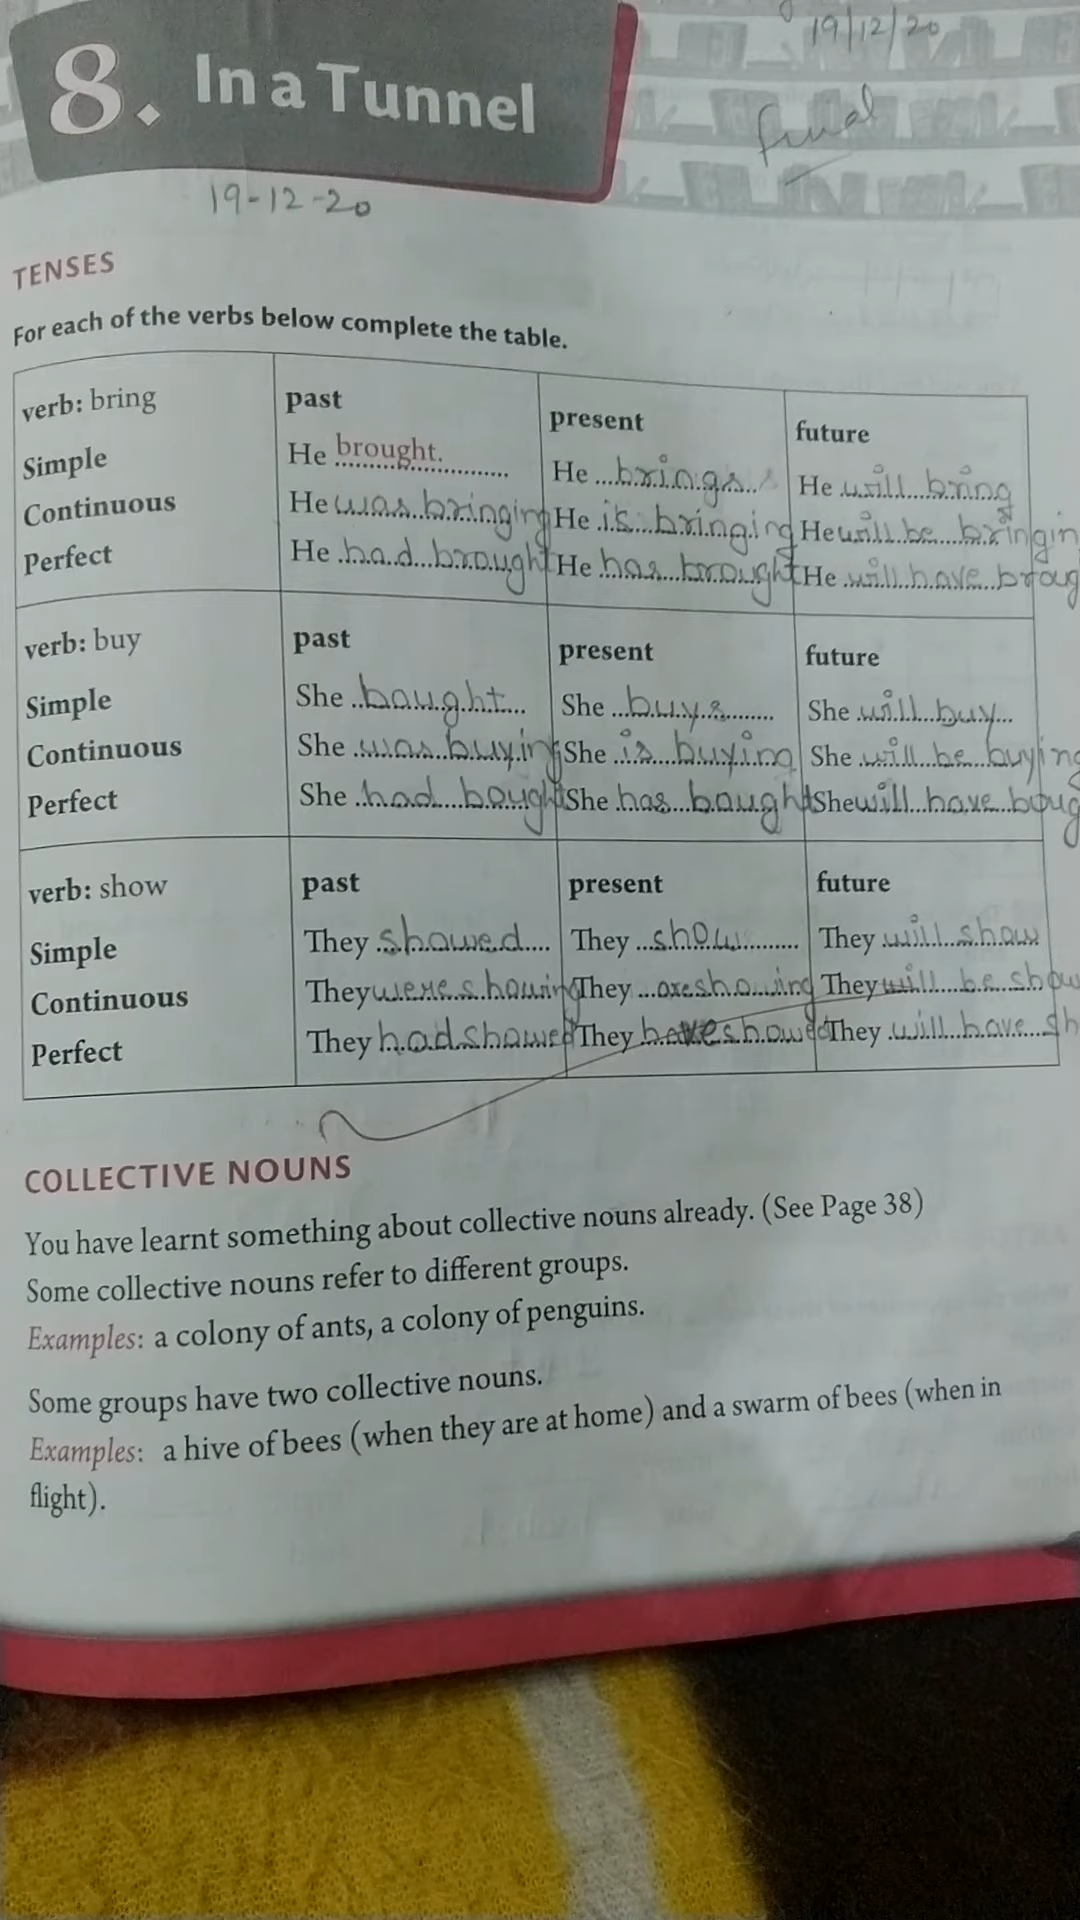 19/12/20
8. In a Tunnel
final
19-12-20
TENSES
For each of the verbs below complete the table.
verb: bring past present future
Simple He brought. He brings He will bring
Continuous He was bringing He is bringing He will be bringin
Perfect He had brought He has brought He will have broug
verb: buy past present future
Simple She bought She buys She will buy
Continuous She was buying She is buying She will be buying
Perfect She had bought She has bought She will have boug
verb: show past present future
Simple They showed They show They will show
Continuous They were showing They are showing They will be show
Perfect They had showed They have showed They will have sh
COLLECTIVE NOUNS
You have learnt something about collective nouns already. (See Page 38)
Some collective nouns refer to different groups.
Examples: a colony of ants, a colony of penguins.
Some groups have two collective nouns.
Examples: a hive of bees (when they are at home) and a swarm of bees (when in
flight).